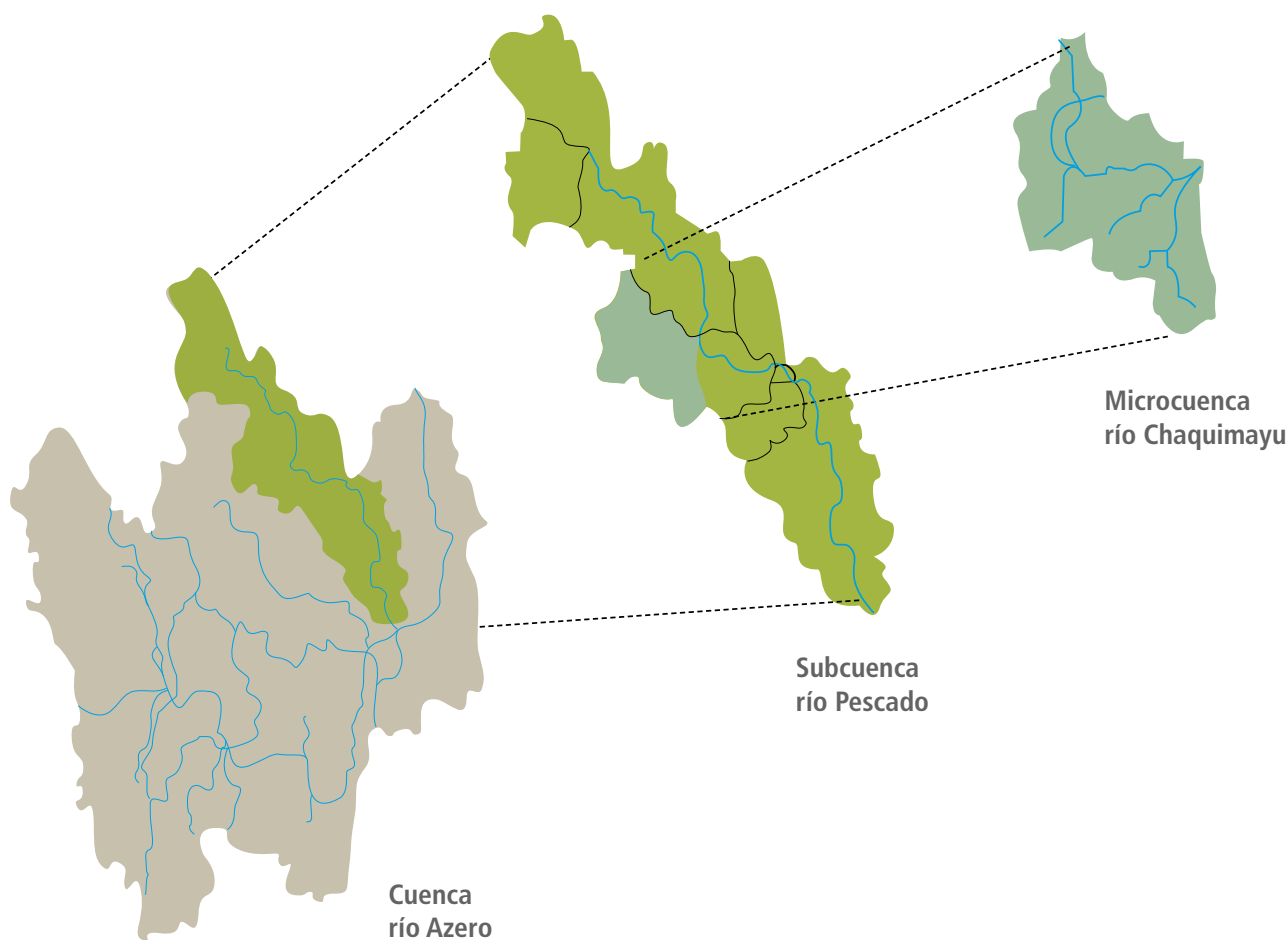 Microcuenca
río Chaquimayu
Subcuenca
río Pescado
Cuenca
río Azero